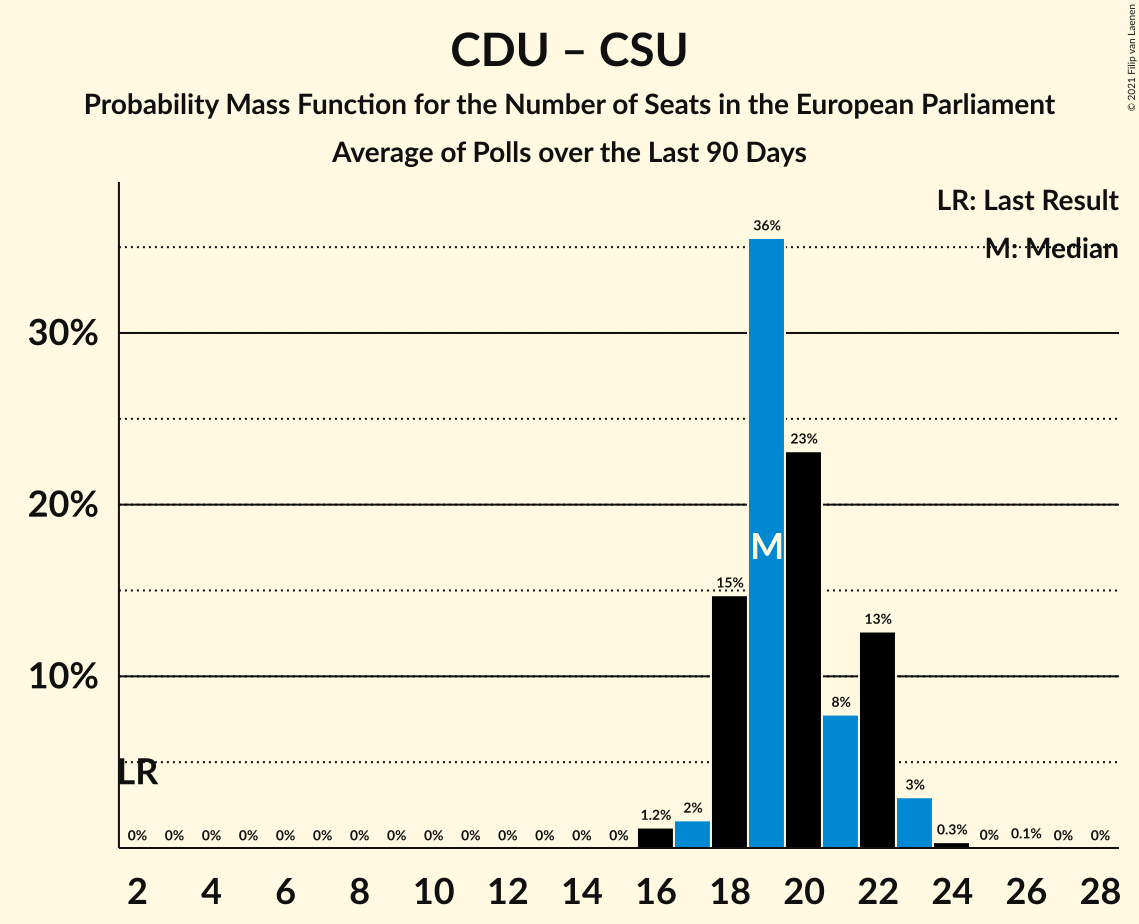 CDU – CSU
Probability Mass Function for the Number of Seats in the European Parliament
Average of Polls over the Last 90 Days
© 2021 Filip van Laenen
LR: Last Result
M: Median
30%
20%
10%
LR
M
0% 0% 0% 0% 0% 0% 0% 0% 0% 0% 0% 0% 0% 0% 1.2% 2% 15% 36% 23% 8% 13% 3% 0.3% 0% 0.1% 0% 0%
2 4 6 8 10 12 14 16 18 20 22 24 26 28